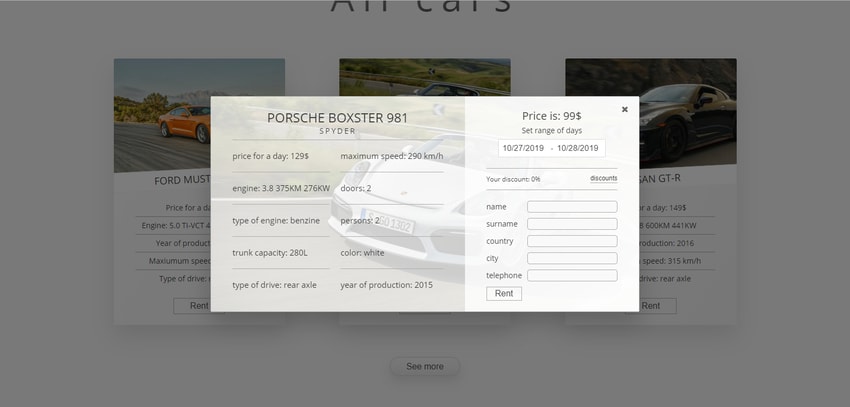 All cars
PORSCHE BOXSTER 981
SPYDER
price for a day: 129$
maximum speed: 290 km/h
engine: 3.8 375KM 276KW
doors: 2
type of engine: benzine
persons: 2
trunk capacity: 280L
color: white
type of drive: rear axle
year of production: 2015
Price is: 99$
Set range of days
10/27/2019 - 10/28/2019
Your discount: 0%
discounts
name
surname
country
city
telephone
Rent
FORD MUST
Price for a da
Engine: 5.0 Ti-VCT 4
Year of produc
Maxiumum speed
Type of drive: r
Rent
AN GT-R
a day: 149$
8 600KM 441KW
roduction: 2016
speed: 315 km/h
ive: rear axle
Rent
See more